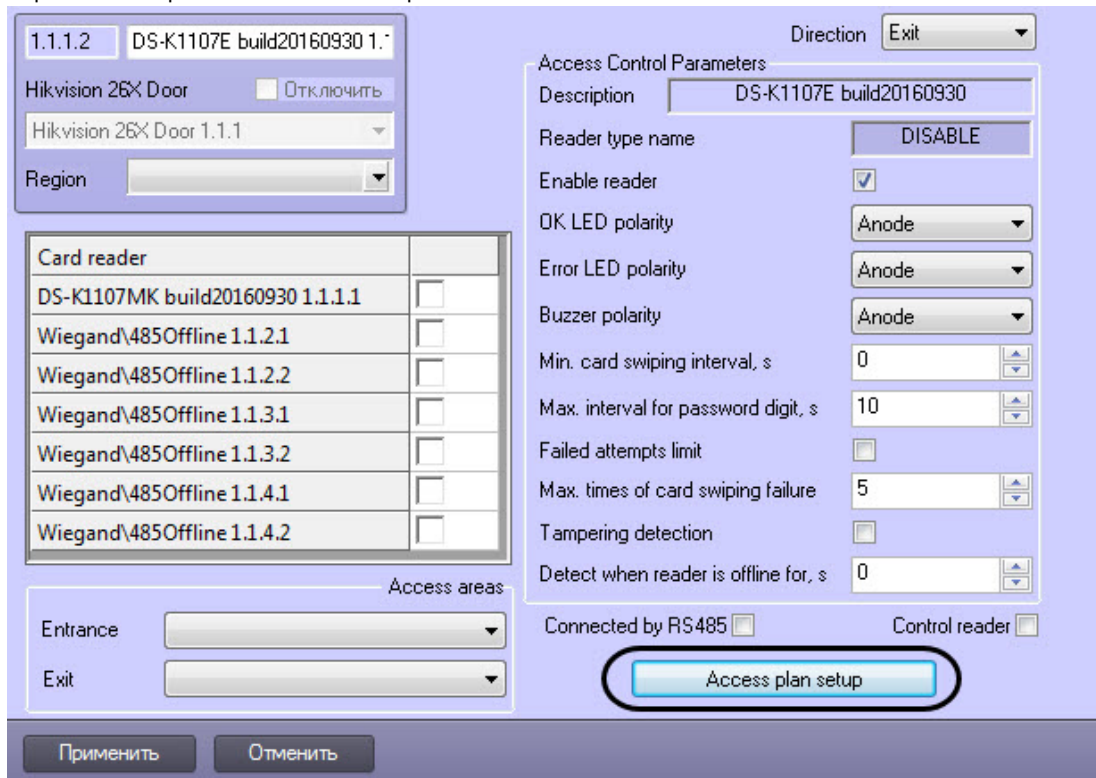 1.1.1.2 DS-K1107E build20160930 1.
Hikvision 26X Door Отключить
Hikvision 26X Door 1.1.1
Region
Card reader
DS-K1107MK build20160930 1.1.1.1
Wiegand\485Offline 1.1.2.1
Wiegand\485Offline 1.1.2.2
Wiegand\485Offline 1.1.3.1
Wiegand\485Offline 1.1.3.2
Wiegand\485Offline 1.1.4.1
Wiegand\485Offline 1.1.4.2
Access areas
Entrance
Exit
Direction Exit
Access Control Parameters
Description DS-K1107E build20160930
Reader type name DISABLE
Enable reader
OK LED polarity Anode
Error LED polarity Anode
Buzzer polarity Anode
Min. card swiping interval, s 0
Max. interval for password digit, s 10
Failed attempts limit
Max. times of card swiping failure 5
Tampering detection
Detect when reader is offline for, s 0
Connected by RS485 Control reader
Access plan setup
Применить Отменить